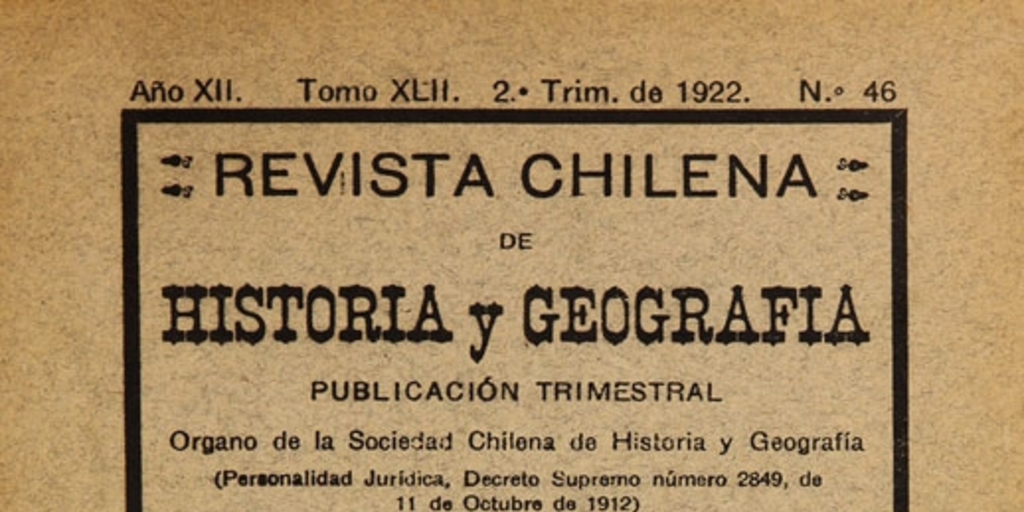 Año XII. Tomo XLII. 2.• Trim. de 1922. N.º 46
REVISTA CHILENA
DE
HISTORIA y GEOGRAFIA
PUBLICACIÓN TRIMESTRAL
Organo de la Sociedad Chilena de Historia y Geografía
(Personalidad Jurídica, Decreto Supremo número 2849, de
11 de Octubre de 1912)